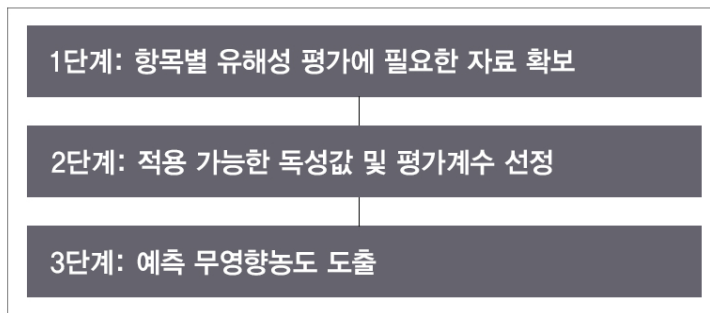 1단계: 항목별 유해성 평가에 필요한 자료 확보
2단계: 적용 가능한 독성값 및 평가계수 선정
3단계: 예측 무영향농도 도출